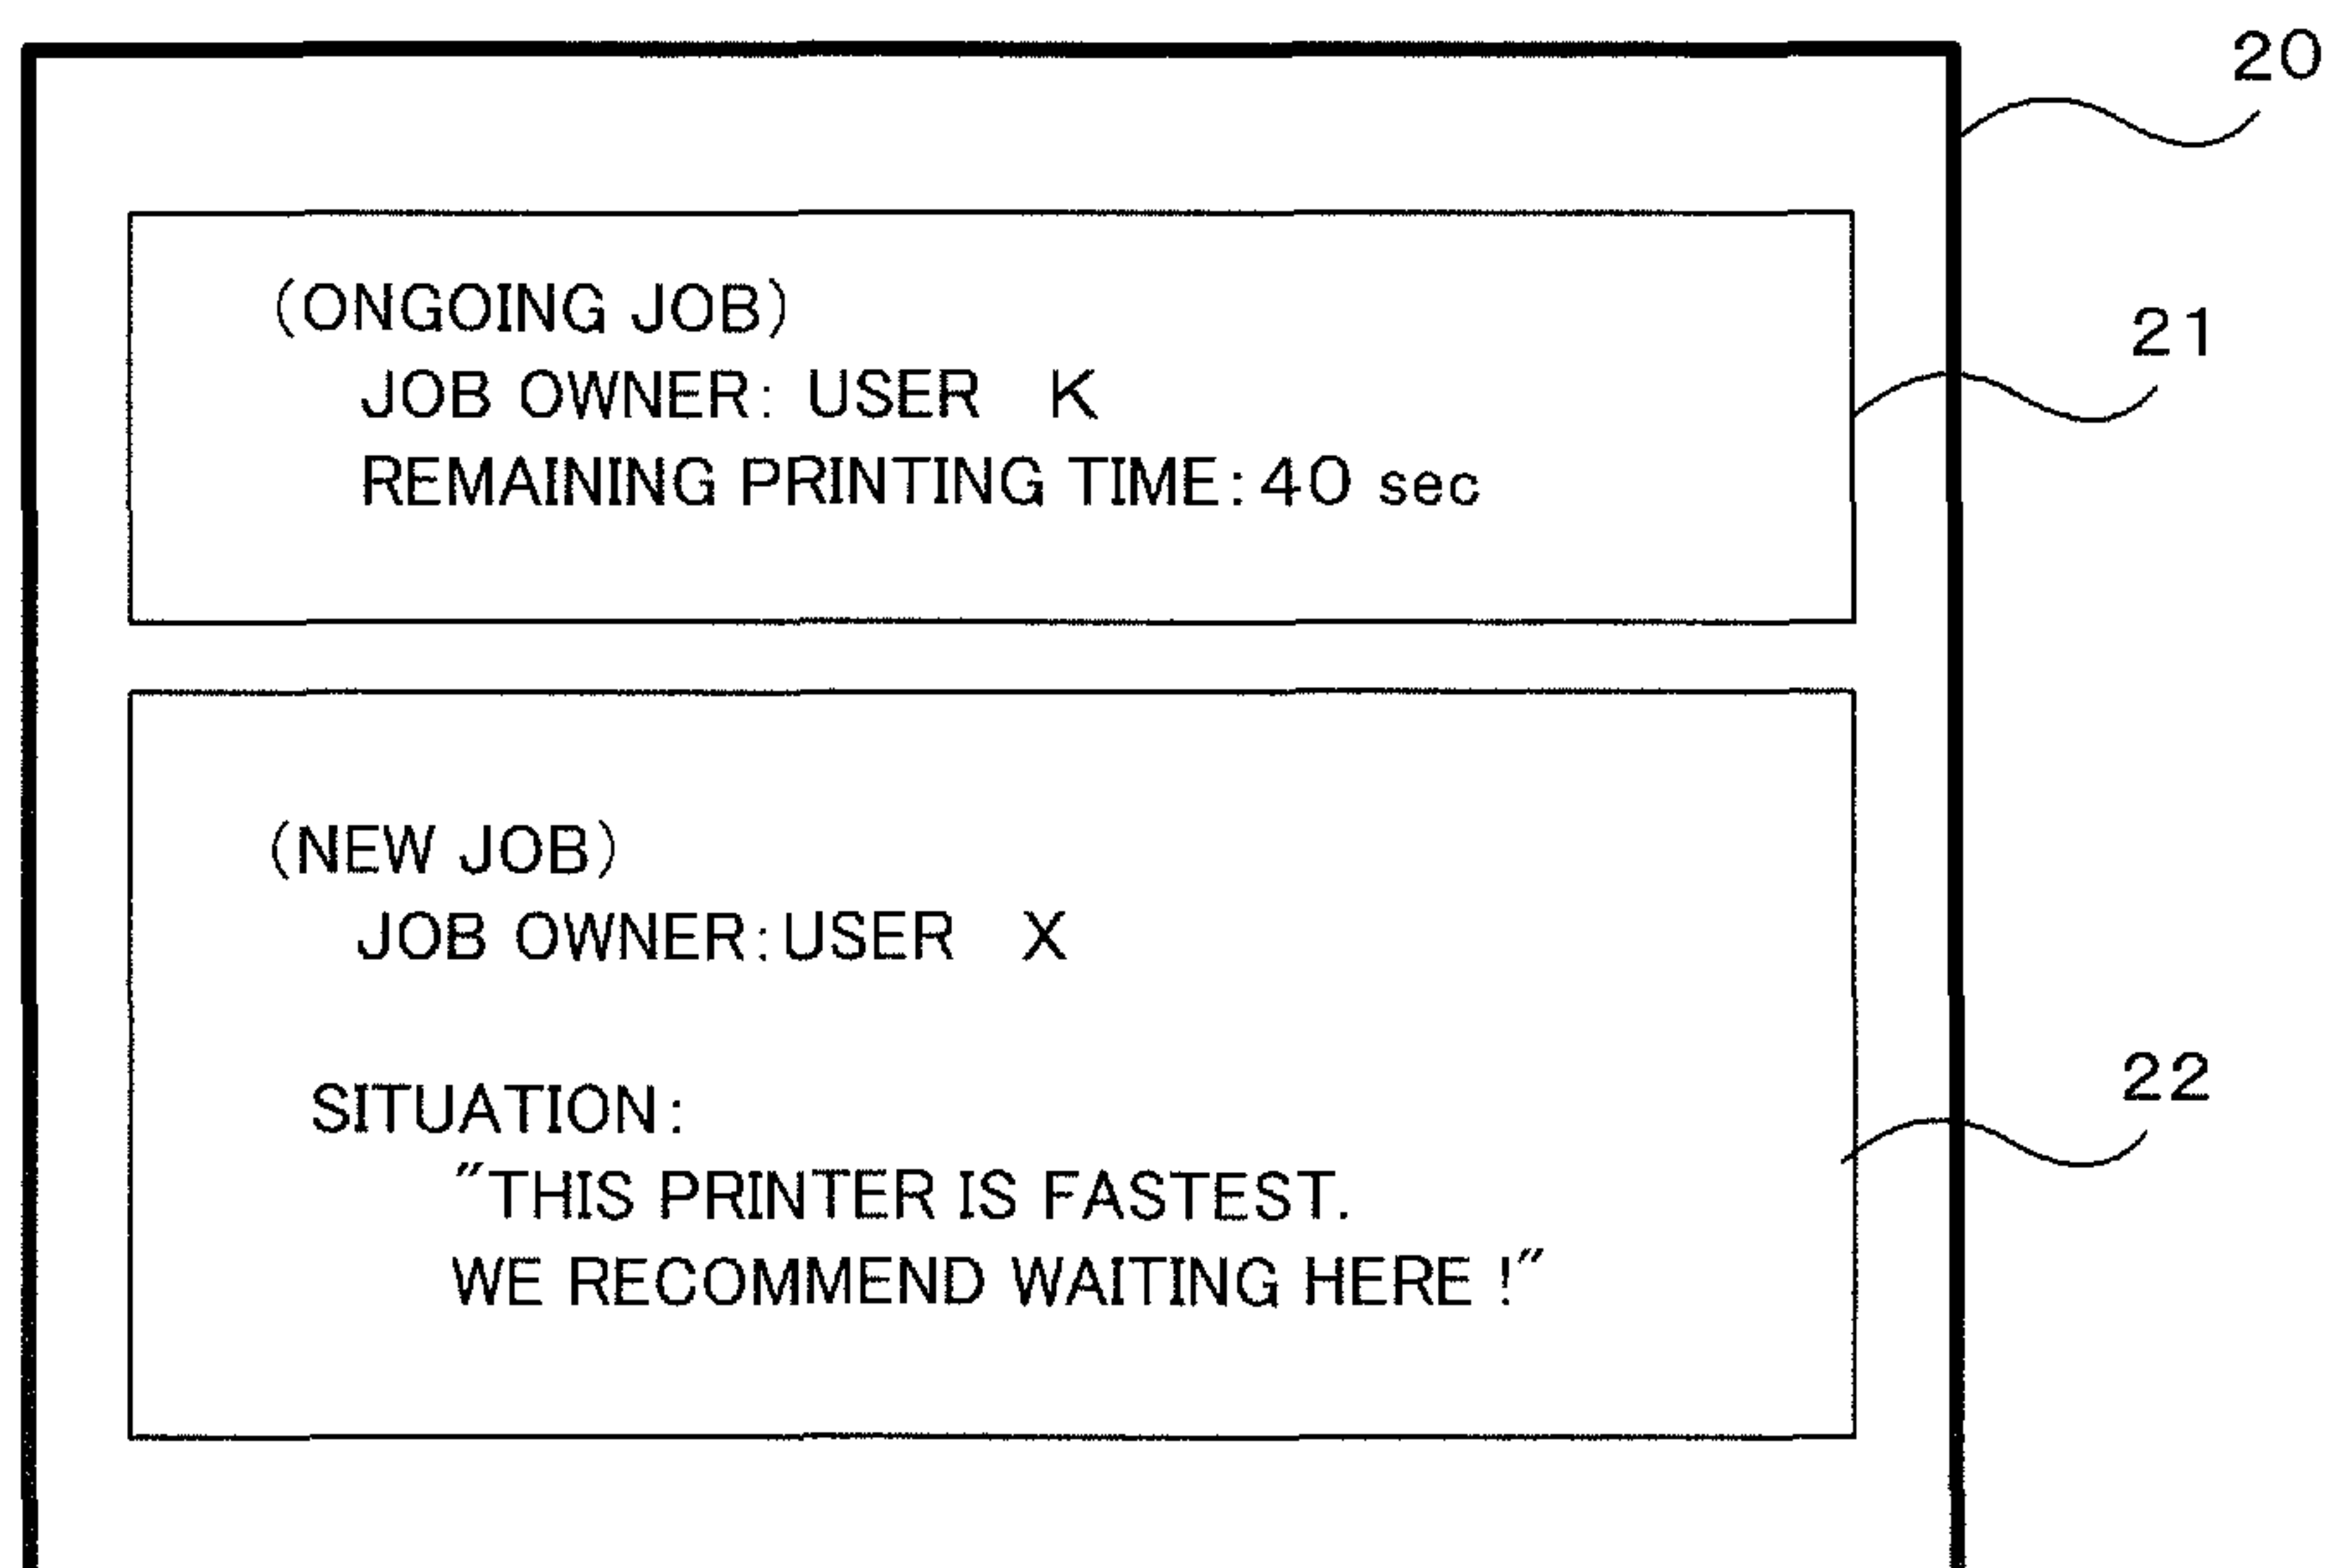 20
(ONGOING JOB)
21
JOB OWNER: USER K
REMAINING PRINTING TIME:40 sec
(NEW JOB)
JOB OWNER:USER X
22
SITUATION:
"THIS PRINTER IS FASTEST.
WE RECOMMEND WAITING HERE !"